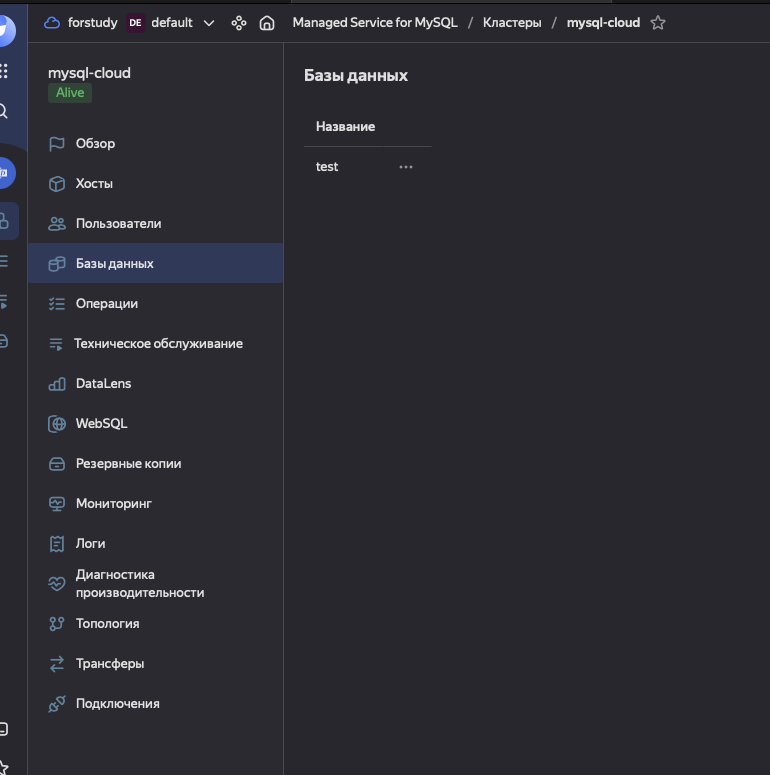 forstudy DE default Managed Service for MySQL / Кластеры / mysql-cloud
mysql-cloud
Alive
Обзор
Хосты
Пользователи
Базы данных
Операции
Техническое обслуживание
DataLens
WebSQL
Резервные копии
Мониторинг
Логи
Диагностика
производительности
Топология
Трансферы
Подключения
Базы данных
Название
test